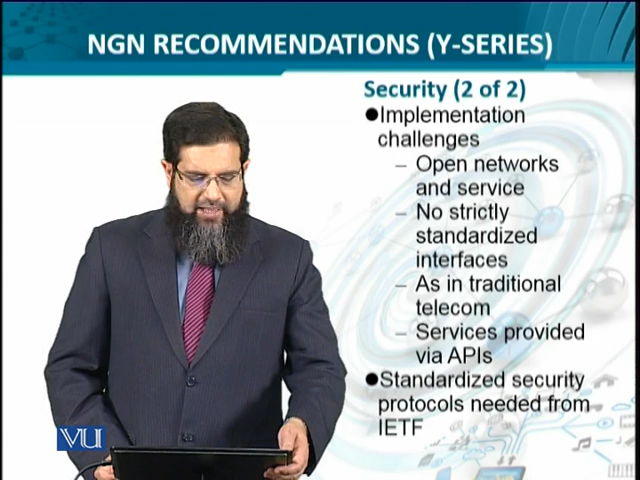 NGN RECOMMENDATIONS (Y-SERIES)
Security (2 of 2)
●Implementation
challenges
– Open networks
and service
– No strictly
standardized
interfaces
– As in traditional
telecom
– Services provided
via APIs
●Standardized security
protocols needed from
IETF
VU